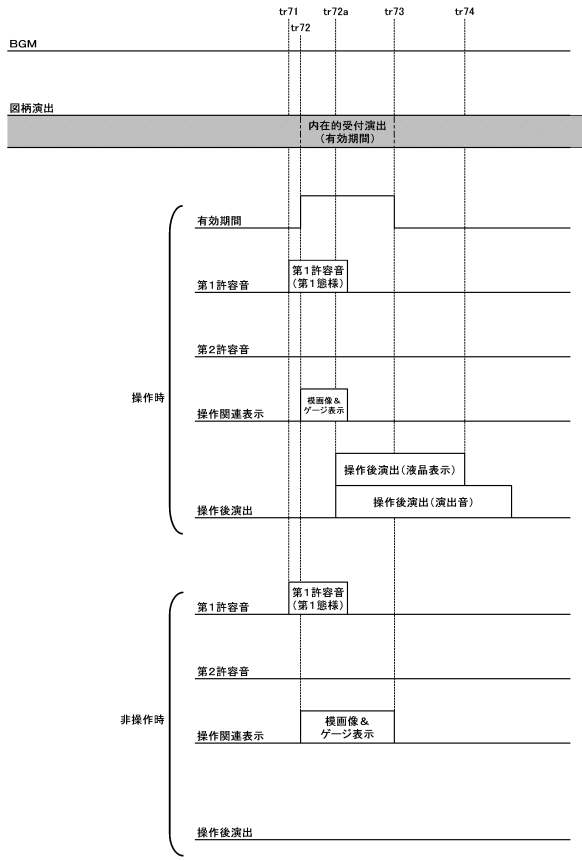 tr71
tr72
tr72a
tr73
tr74
BGM
図柄演出
内在的受付演出
(有効期間)
操作時
有効期間
第1許容音
(第1態様)
第1許容音
第2許容音
模画像&
ゲージ表示
操作関連表示
操作後演出(液晶表示)
操作後演出(演出音)
操作後演出
非操作時
第1許容音
(第1態様)
第1許容音
第2許容音
模画像&
ゲージ表示
操作関連表示
操作後演出